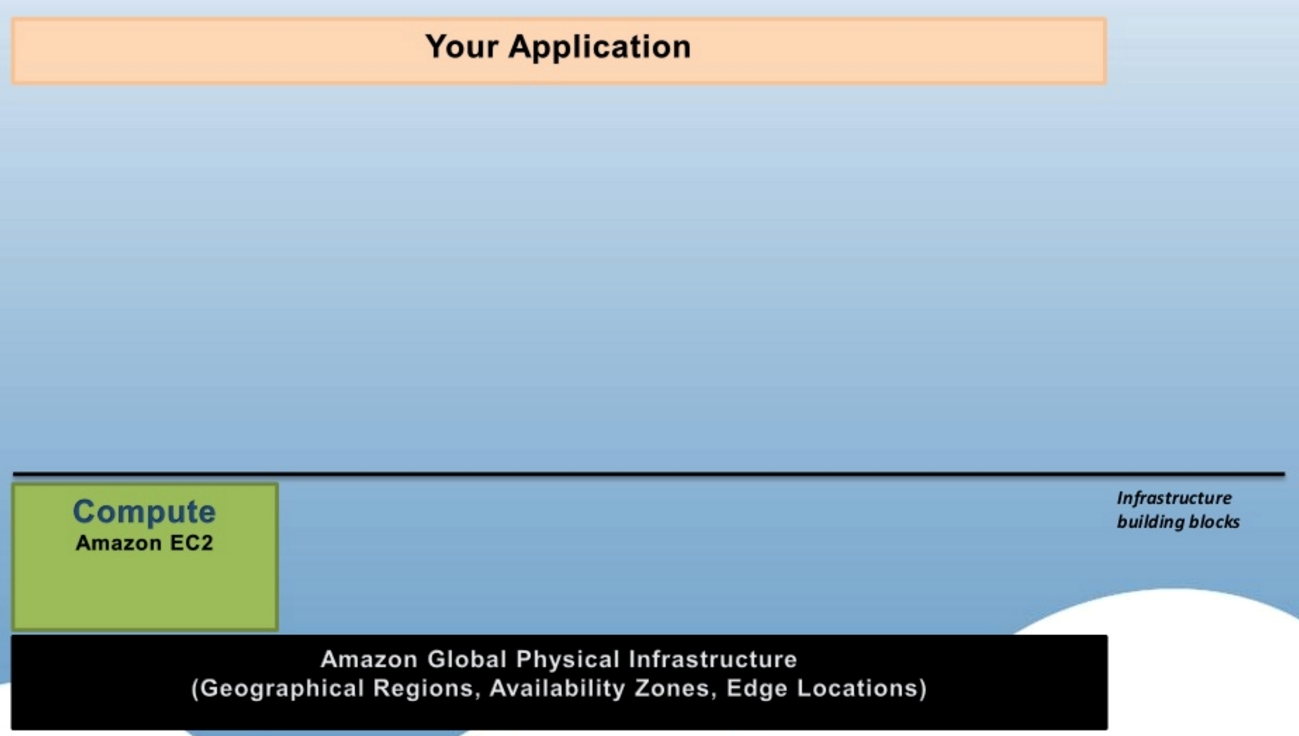 Your Application
Compute
Amazon EC2
Infrastructure
building blocks
Amazon Global Physical Infrastructure
(Geographical Regions, Availability Zones, Edge Locations)